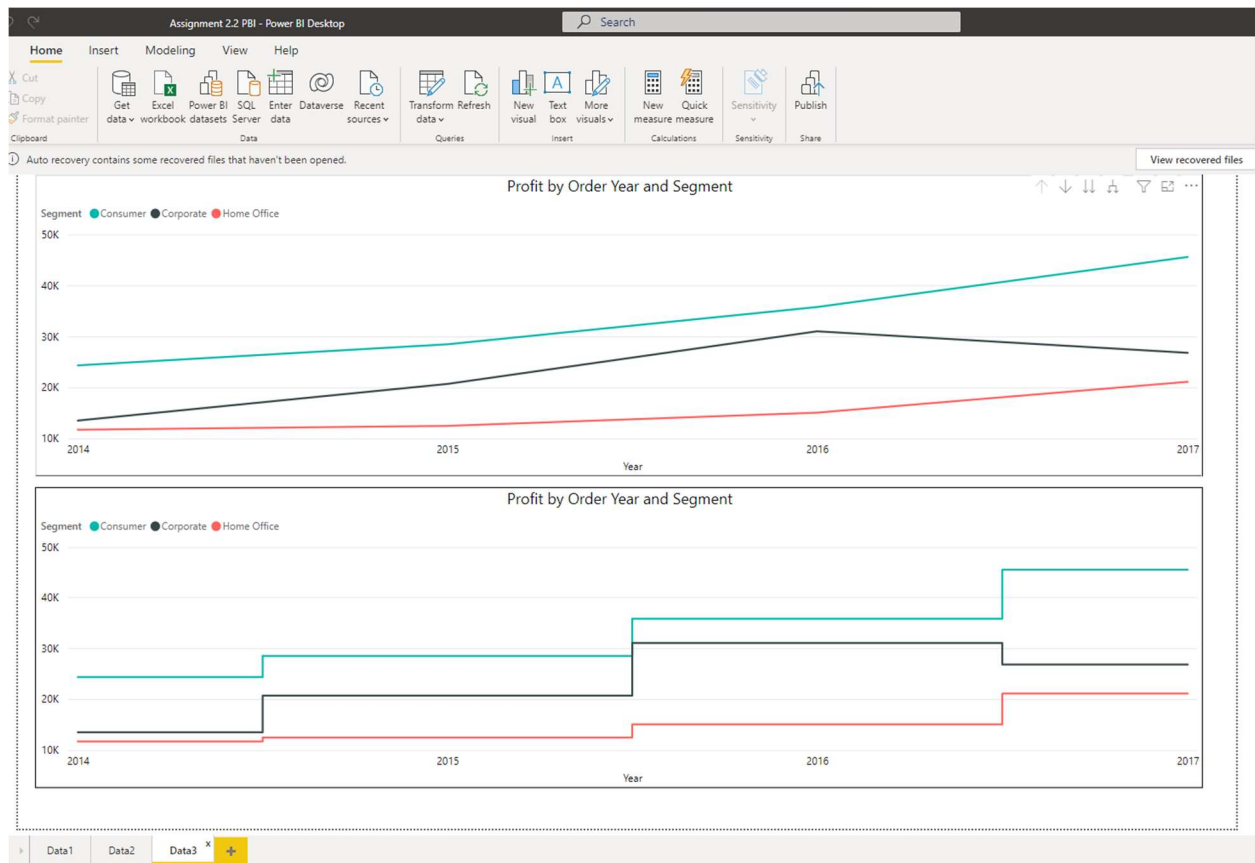 Assignment 2.2 PBI - Power BI Desktop
Search
Home Insert Modeling View Help
Cut
Copy
Format painter
Get data
Excel workbook
Power BI datasets
SQL Server
Enter data
Dataverse
Recent sources
Transform data
Refresh
New visual
Text box
More visuals
New measure
Quick measure
Sensitivity
Publish
Clipboard Data Queries Insert Calculations Sensitivity Share
Auto recovery contains some recovered files that haven't been opened.
View recovered files
Profit by Order Year and Segment
Segment Consumer Corporate Home Office
50K
40K
30K
20K
10K
2014 2015 2016 2017
Year
Profit by Order Year and Segment
Segment Consumer Corporate Home Office
50K
40K
30K
20K
10K
2014 2015 2016 2017
Year
Data1 Data2 Data3 x +